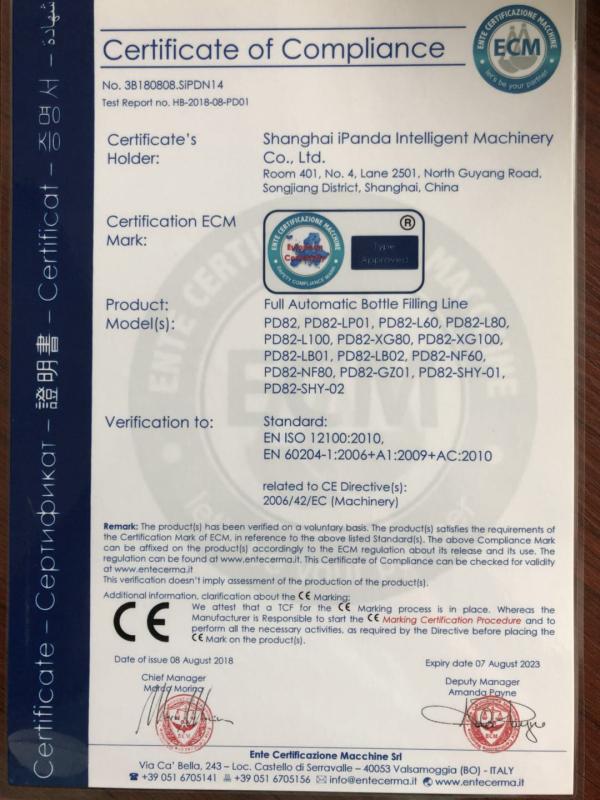 Certificate – Сертификат – 證明書 – Certificat – 증명서 – شهادة
Certificate of Compliance
ENTE CERTIFICAZIONE MACCHINE
ECM
let's be your partner
No. 3B180808.SIPDN14
Test Report no. HB-2018-08-PD01
Certificate's Shanghai iPanda Intelligent Machinery
Holder: Co., Ltd.
Room 401, No. 4, Lane 2501, North Guyang Road,
Songjiang District, Shanghai, China
Certification ECM
Mark:
ENTE CERTIFICAZIONE MACCHINE
European
Conformity
SAFETY COMPLIANCE MARK
®
Type
Approved
Product: Full Automatic Bottle Filling Line
Model(s): PD82, PD82-LP01, PD82-L60, PD82-L80,
PD82-L100, PD82-XG80, PD82-XG100,
PD82-LB01, PD82-LB02, PD82-NF60,
PD82-NF80, PD82-GZ01, PD82-SHY-01,
PD82-SHY-02
Verification to: Standard:
EN ISO 12100:2010,
EN 60204-1:2006+A1:2009+AC:2010
related to CE Directive(s):
2006/42/EC (Machinery)
Remark: The product(s) has been verified on a voluntary basis. The product(s) satisfies the requirements of
the Certification Mark of ECM, in reference to the above listed Standard(s). The above Compliance Mark
can be affixed on the product(s) accordingly to the ECM regulation about its release and its use. The
regulation can be found at www.entecerma.it. This Certificate of Compliance can be checked for validity
at www.entecerma.it
This verification doesn't imply assessment of the production of the product(s).
Additional information, clarification about the CE Marking:
CE
We attest that a TCF for the CE Marking process is in place. Whereas the
Manufacturer is Responsible to start the CE Marking Certification Procedure and to
perform all the necessary activities, as required by the Directive before placing the
CE Mark on the product(s).
Date of issue 08 August 2018 Expiry date 07 August 2023
Chief Manager Deputy Manager
Marco Morina Amanda Payne
ECM
Ente Certificazione Macchine Srl
Via Ca' Bella, 243 – Loc. Castello di Serravalle – 40053 Valsamoggia (BO) - ITALY
☎ +39 051 6705141 +39 051 6705156 ✉ info@entecerma.it www.entecerma.it